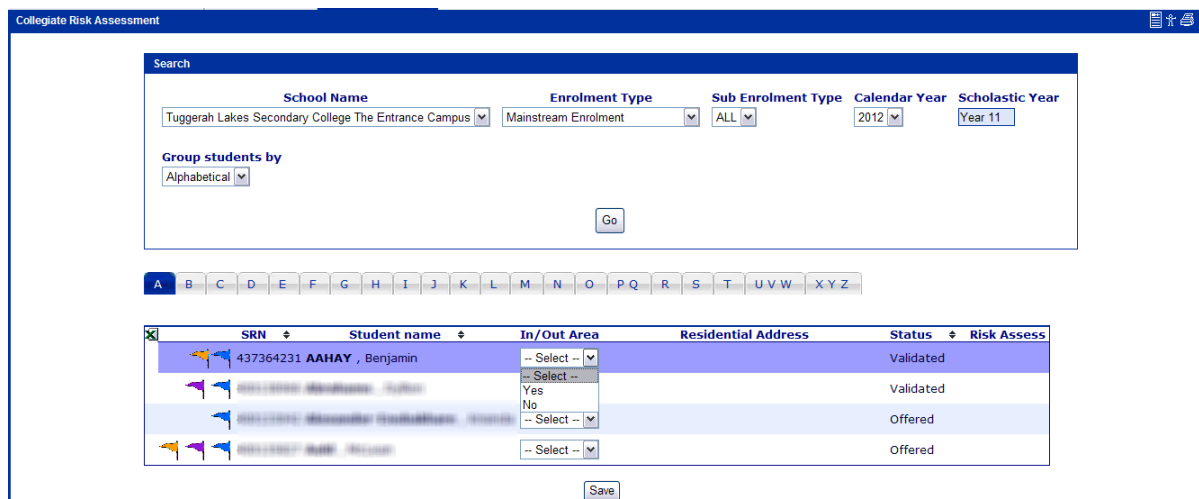 Collegiate Risk Assessment
Search
School Name Enrolment Type Sub Enrolment Type Calendar Year Scholastic Year
Tuggerah Lakes Secondary College The Entrance Campus Mainstream Enrolment ALL 2012 Year 11
Group students by
Alphabetical
Go
A B C D E F G H I J K L M N O P Q R S T U V W X Y Z
SRN Student name In/Out Area Residential Address Status Risk Assess
437364231 AAHAY , Benjamin -- Select -- Validated
-- Select --
Yes Validated
No
-- Select -- Offered
-- Select -- Offered
Save